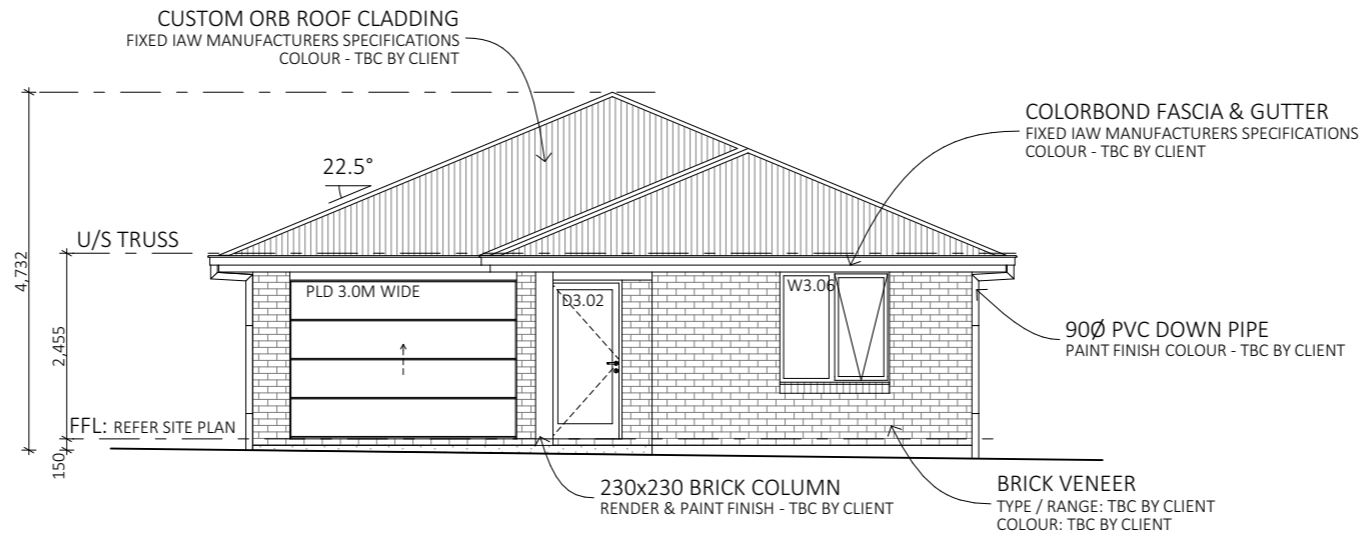 CUSTOM ORB ROOF CLADDING
FIXED IAW MANUFACTURERS SPECIFICATIONS
COLOUR - TBC BY CLIENT
COLORBOND FASCIA & GUTTER
FIXED IAW MANUFACTURERS SPECIFICATIONS
COLOUR - TBC BY CLIENT
22.5°
U/S TRUSS
4,732
2,455
150
PLD 3.0M WIDE
D3.02
W3.06
90Ø PVC DOWN PIPE
PAINT FINISH COLOUR - TBC BY CLIENT
FFL: REFER SITE PLAN
230x230 BRICK COLUMN
RENDER & PAINT FINISH - TBC BY CLIENT
BRICK VENEER
TYPE / RANGE: TBC BY CLIENT
COLOUR: TBC BY CLIENT